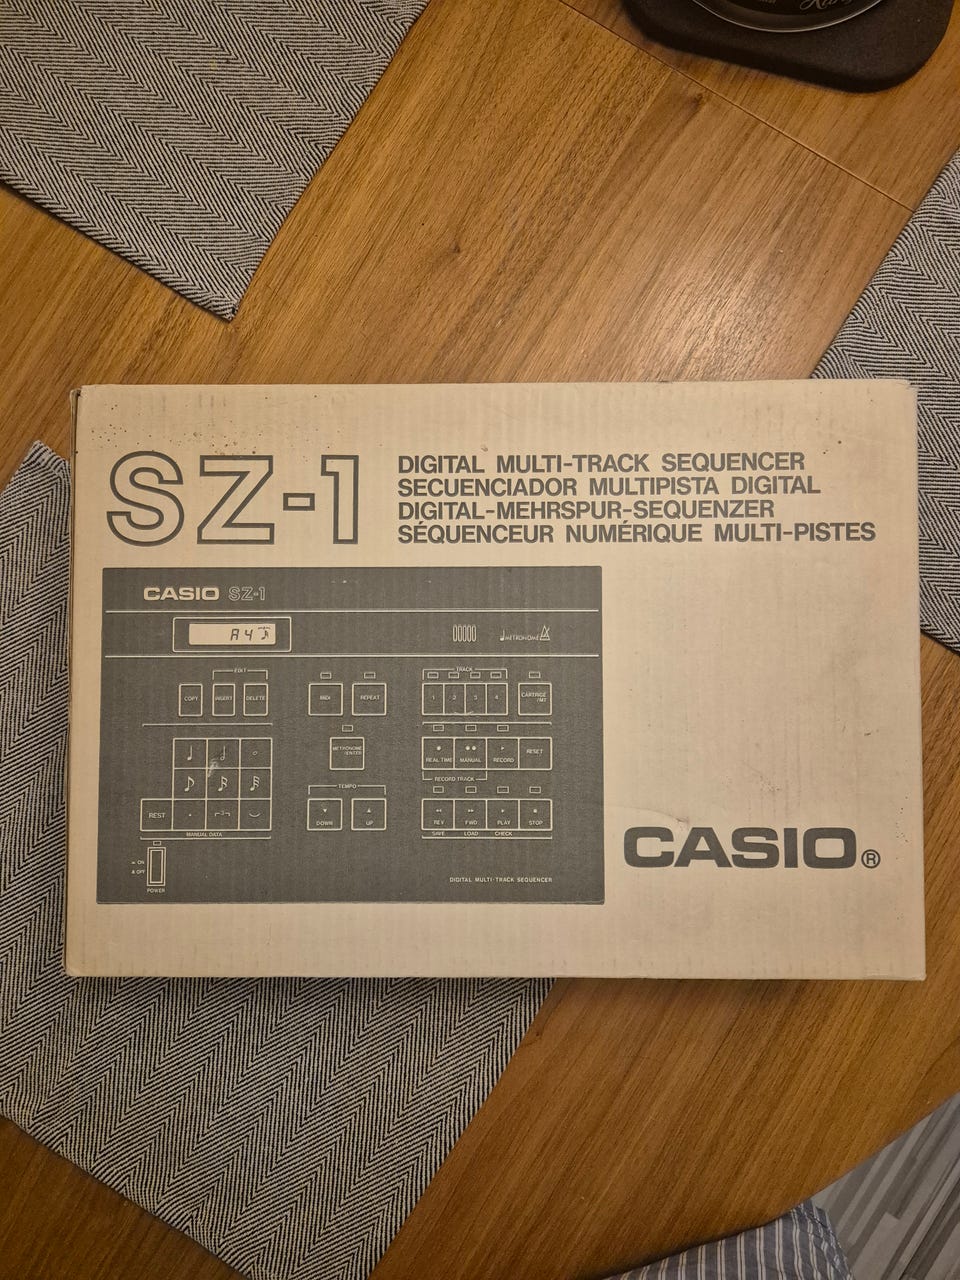 SZ-1
DIGITAL MULTI-TRACK SEQUENCER
SECUENCIADOR MULTIPISTA DIGITAL
DIGITAL-MEHRSPUR-SEQUENZER
SÉQUENCEUR NUMÉRIQUE MULTI-PISTES
CASIO SZ-1
A4♪
METRONOME
EDIT
COPY INSERT DELETE
MIDI REPEAT
TRACK
1 2 3 4
CARTRIGE
/MT
METRONOME
/ENTER
REAL TIME MANUAL RECORD RESET
RECORD TRACK
TEMPO
DOWN UP
REV FWD PLAY STOP
SAVE LOAD CHECK
REST
MANUAL DATA
ON
OFF
POWER
DIGITAL MULTI-TRACK SEQUENCER
CASIO®